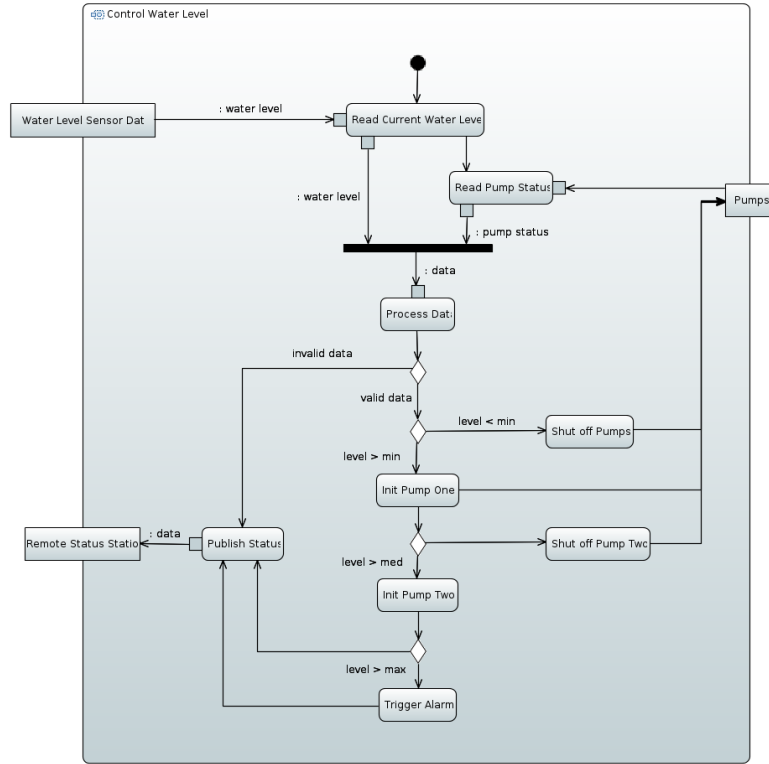 Control Water Level
: water level
Water Level Sensor Dat
Read Current Water Leve
Read Pump Status
Pumps
: water level
: pump status
: data
Process Data
invalid data
valid data
level < min
Shut off Pumps
level > min
Init Pump One
: data
Remote Status Statio
Publish Status
Shut off Pump Two
level > med
Init Pump Two
level > max
Trigger Alarm